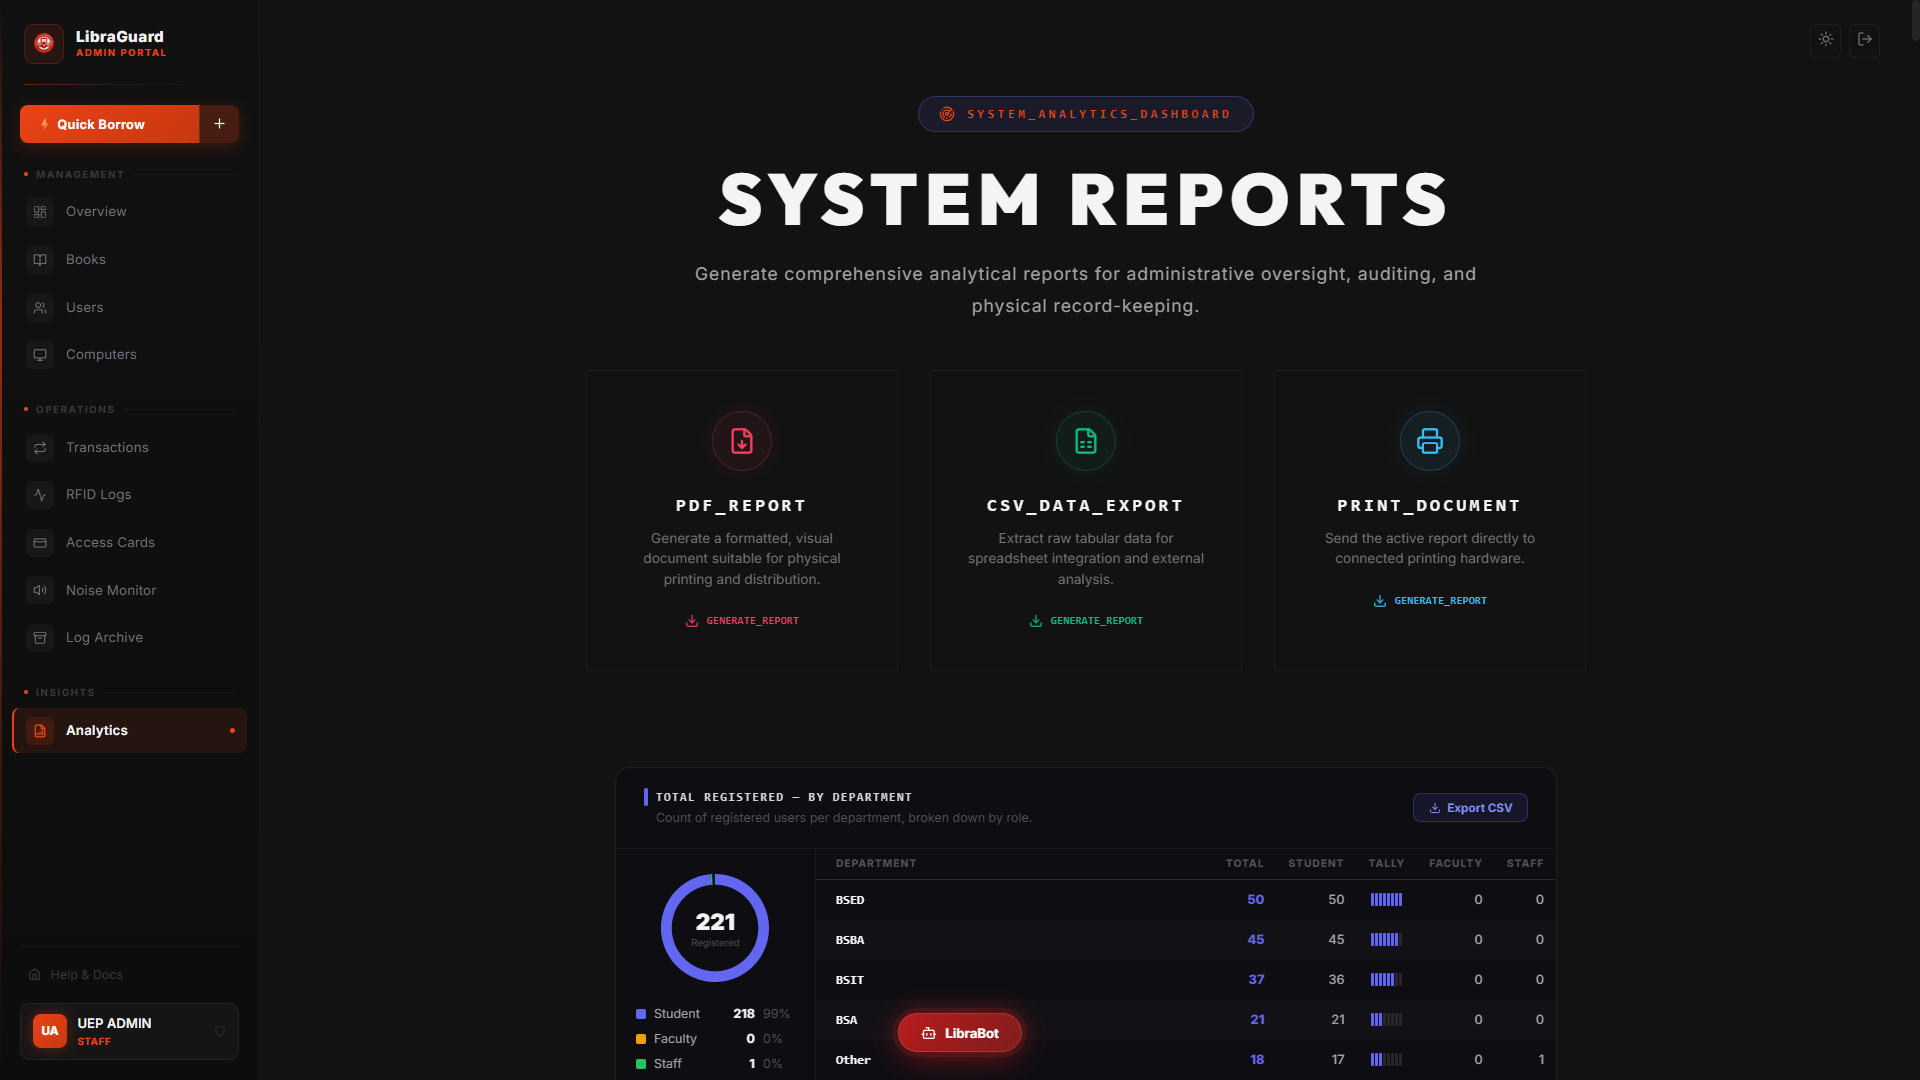 LibraGuard
ADMIN PORTAL
Quick Borrow
+
MANAGEMENT
Overview
Books
Users
Computers
OPERATIONS
Transactions
RFID Logs
Access Cards
Noise Monitor
Log Archive
INSIGHTS
Analytics
Help & Docs
UA
UEP ADMIN
STAFF
SYSTEM_ANALYTICS_DASHBOARD
SYSTEM REPORTS
Generate comprehensive analytical reports for administrative oversight, auditing, and
physical record-keeping.
PDF_REPORT
Generate a formatted, visual
document suitable for physical
printing and distribution.
GENERATE_REPORT
CSV_DATA_EXPORT
Extract raw tabular data for
spreadsheet integration and external
analysis.
GENERATE_REPORT
PRINT_DOCUMENT
Send the active report directly to
connected printing hardware.
GENERATE_REPORT
TOTAL REGISTERED — BY DEPARTMENT
Count of registered users per department, broken down by role.
Export CSV
221
Registered
Student 218 99%
Faculty 0 0%
Staff 1 0%
DEPARTMENT TOTAL STUDENT TALLY FACULTY STAFF
BSED 50 50 0 0
BSBA 45 45 0 0
BSIT 37 36 0 0
BSA 21 21 0 0
Other 18 17 0 1
LibraBot